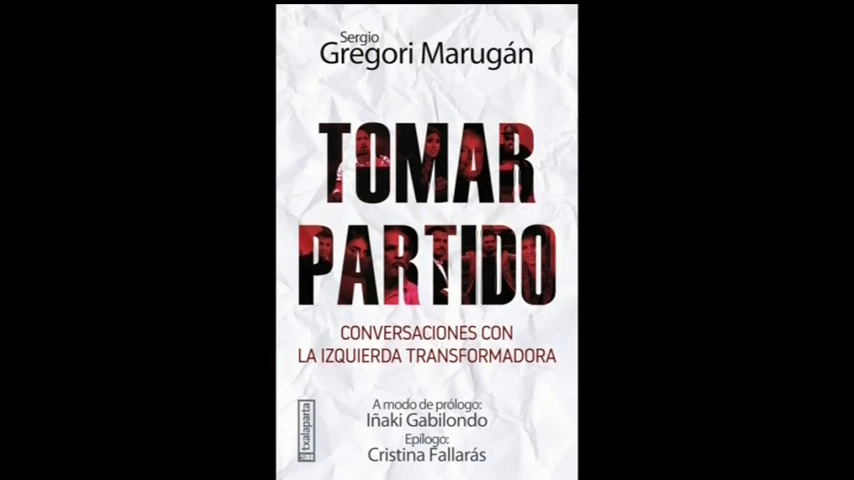 Sergio
Gregori Marugán
TOMAR
PARTIDO
CONVERSACIONES CON
LA IZQUIERDA TRANSFORMADORA
A modo de prólogo:
Iñaki Gabilondo
Epílogo:
Cristina Fallarás
txalaparta